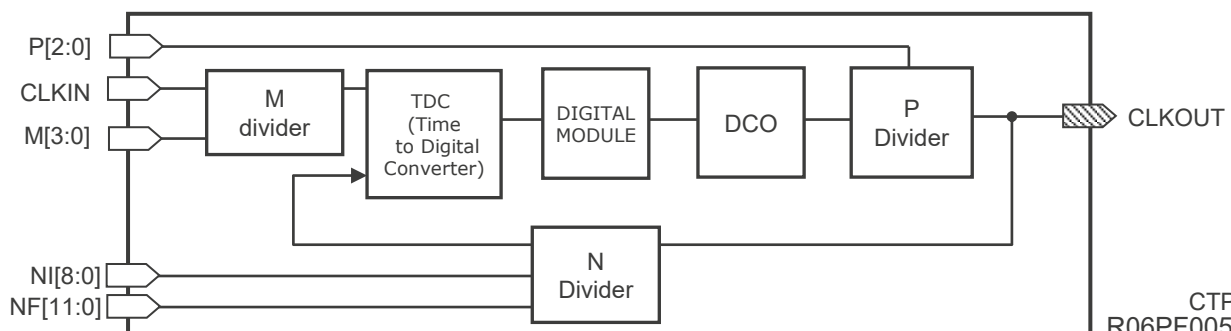 P[2:0]
CLKIN
M[3:0]
M
divider
TDC
(Time
to Digital
Converter)
DIGITAL
MODULE
DCO
P
Divider
CLKOUT
N
Divider
NI[8:0]
NF[11:0]